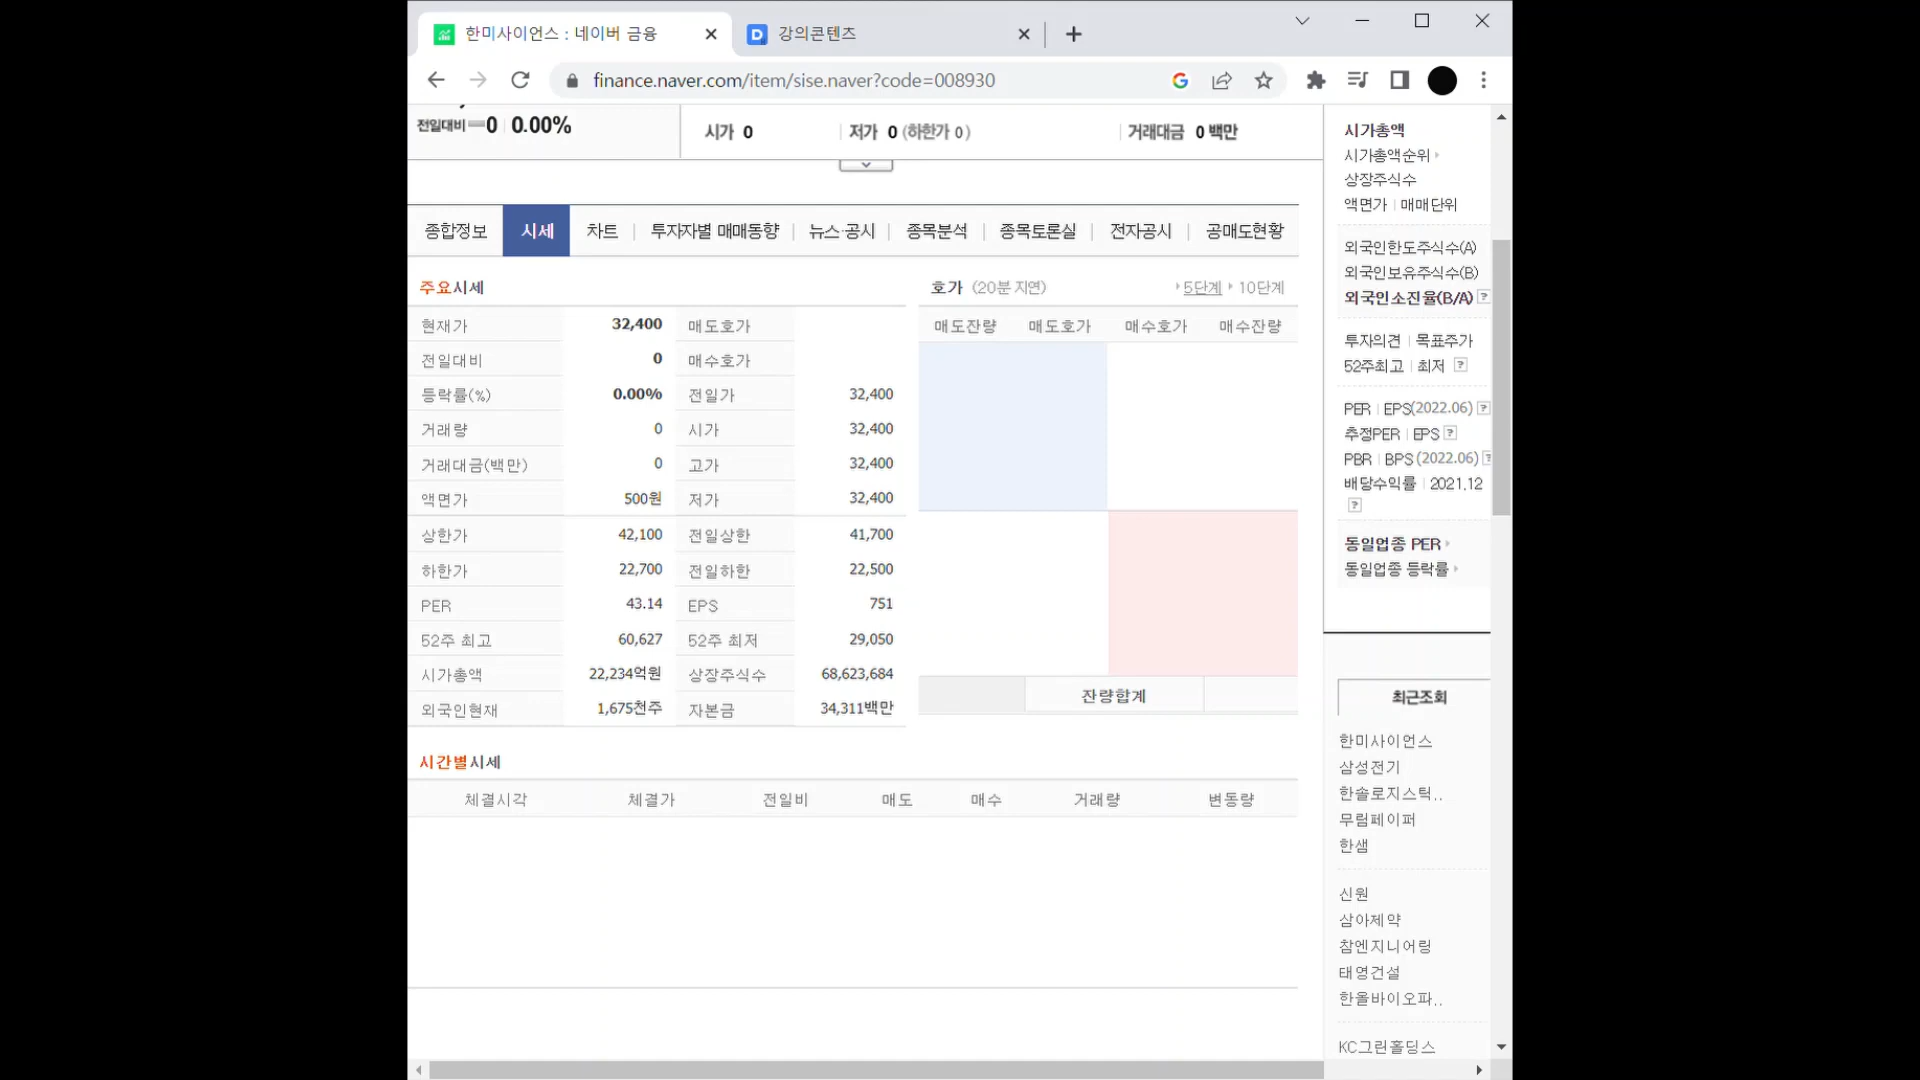 한미사이언스 : 네이버 금융
강의콘텐츠
finance.naver.com/item/sise.naver?code=008930
전일대비 0 0.00%
시가 0 저가 0 (하한가 0) 거래대금 0 백만
종합정보 시세 차트 투자자별 매매동향 뉴스·공시 종목분석 종목토론실 전자공시 공매도현황
주요시세
현재가 32,400 매도호가
전일대비 0 매수호가
등락률(%) 0.00% 전일가 32,400
거래량 0 시가 32,400
거래대금(백만) 0 고가 32,400
액면가 500원 저가 32,400
상한가 42,100 전일상한 41,700
하한가 22,700 전일하한 22,500
PER 43.14 EPS 751
52주 최고 60,627 52주 최저 29,050
시가총액 22,234억원 상장주식수 68,623,684
외국인현재 1,675천주 자본금 34,311백만
호가 (20분 지연) 5단계 10단계
매도잔량 매도호가 매수호가 매수잔량
잔량합계
시간별시세
체결시각 체결가 전일비 매도 매수 거래량 변동량
시가총액
시가총액순위
상장주식수
액면가 | 매매단위
외국인한도주식수(A)
외국인보유주식수(B)
외국인소진율(B/A) ?
투자의견 | 목표주가
52주최고 | 최저 ?
PER | EPS(2022.06) ?
추정PER | EPS ?
PBR | BPS (2022.06) ?
배당수익률 | 2021.12
?
동일업종 PER
동일업종 등락률
최근조회
한미사이언스
삼성전기
한솔로지스틱..
무림페이퍼
한샘
신원
삼아제약
참엔지니어링
태영건설
한올바이오파..
KC그린홀딩스